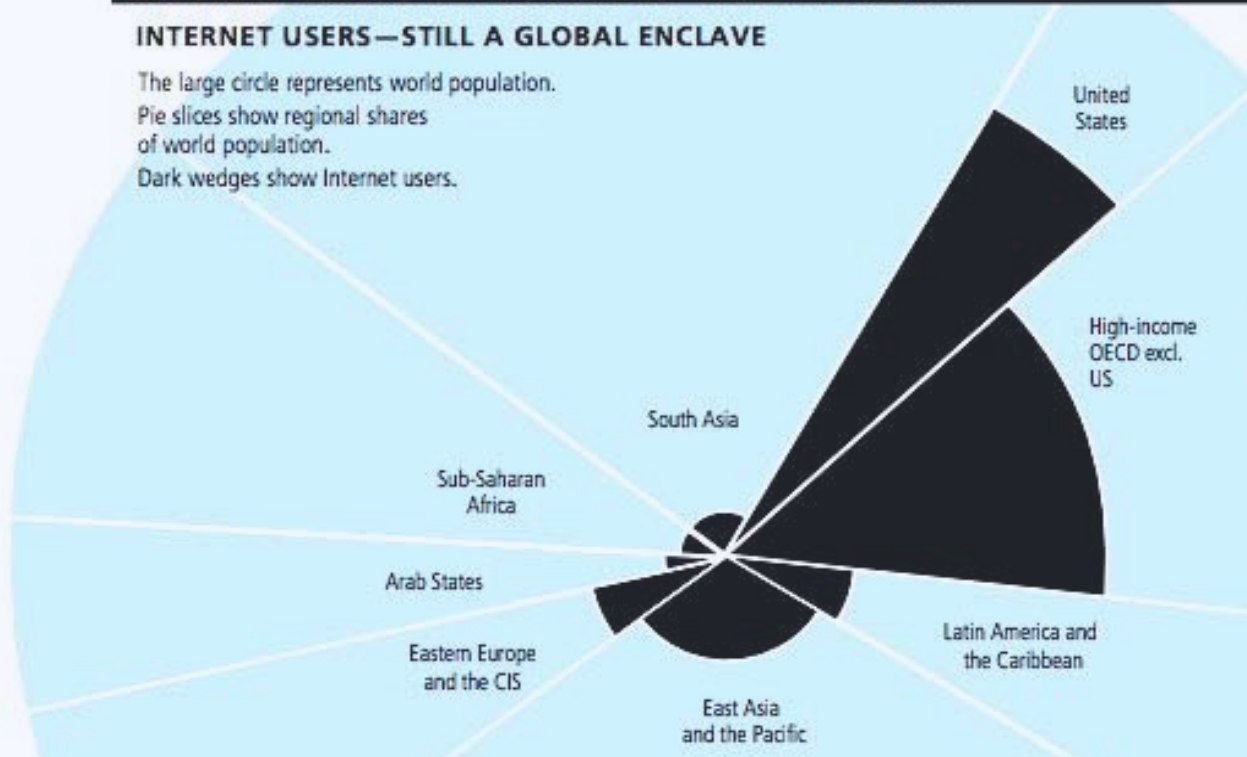 INTERNET USERS—STILL A GLOBAL ENCLAVE
The large circle represents world population.
Pie slices show regional shares
of world population.
Dark wedges show Internet users.
United
States
High-income
OECD excl.
US
South Asia
Sub-Saharan
Africa
Arab States
Eastern Europe
and the CIS
Latin America and
the Caribbean
East Asia
and the Pacific